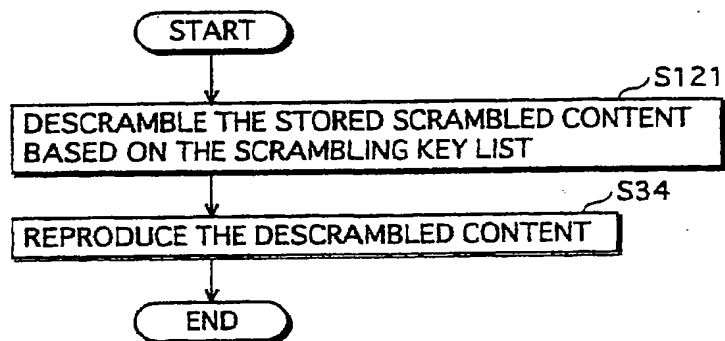 START
S121
DESCRAMBLE THE STORED SCRAMBLED CONTENT
BASED ON THE SCRAMBLING KEY LIST
S34
REPRODUCE THE DESCRAMBLED CONTENT
END